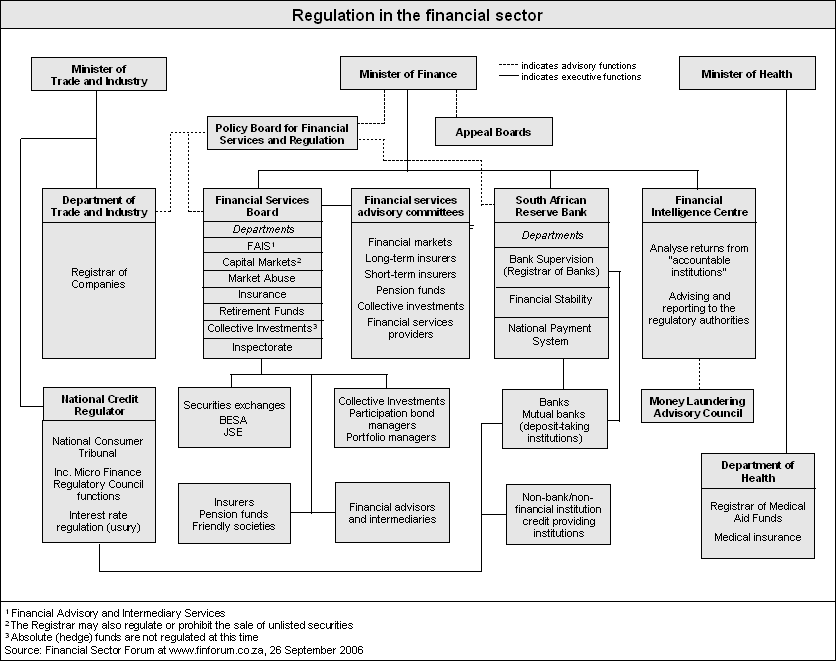 Regulation in the financial sector
Minister of
Trade and Industry
Minister of Finance
indicates advisory functions
indicates executive functions
Minister of Health
Policy Board for Financial
Services and Regulation
Appeal Boards
Department of
Trade and Industry
Registrar of
Companies
Financial Services
Board
Departments
FAIS¹
Capital Markets²
Market Abuse
Insurance
Retirement Funds
Collective Investments³
Inspectorate
Financial services
advisory committees
Financial markets
Long-term insurers
Short-term insurers
Pension funds
Collective investments
Financial services
providers
South African
Reserve Bank
Departments
Bank Supervision
(Registrar of Banks)
Financial Stability
National Payment
System
Financial
Intelligence Centre
Analyse returns from
"accountable
institutions"
Advising and
reporting to the
regulatory authorities
National Credit
Regulator
National Consumer
Tribunal
Inc. Micro Finance
Regulatory Council
functions
Interest rate
regulation (usury)
Securities exchanges
BESA
JSE
Collective Investments
Participation bond
managers
Portfolio managers
Banks
Mutual banks
(deposit-taking
institutions)
Money Laundering
Advisory Council
Insurers
Pension funds
Friendly societies
Financial advisors
and intermediaries
Non-bank/non-
financial institution
credit providing
institutions
Department of
Health
Registrar of Medical
Aid Funds
Medical insurance
¹ Financial Advisory and Intermediary Services
² The Registrar may also regulate or prohibit the sale of unlisted securities
³ Absolute (hedge) funds are not regulated at this time
Source: Financial Sector Forum at www.finforum.co.za, 26 September 2006